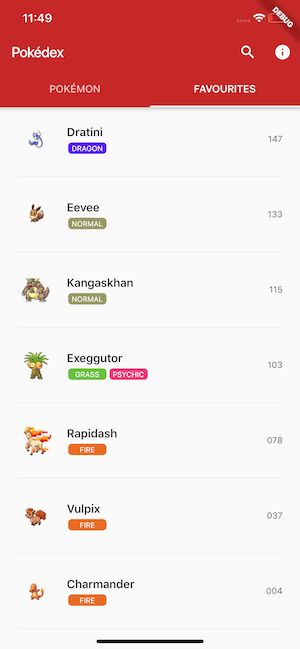 11:49
DEBUG
Pokédex
POKÉMON FAVOURITES
Dratini
147
DRAGON
Eevee
133
NORMAL
Kangaskhan
115
NORMAL
Exeggutor
103
GRASS PSYCHIC
Rapidash
078
FIRE
Vulpix
037
FIRE
Charmander
004
FIRE